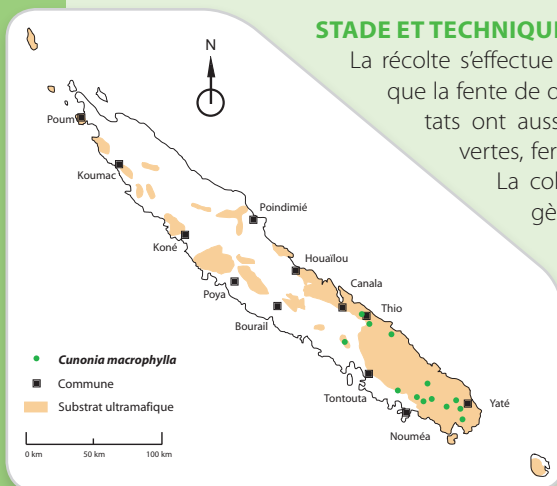 STADE ET TECHNIQUE
La récolte s’effectue
que la fente de d
tats ont auss
vertes, fer
La col
gè
N
Poum
Koumac
Poindimié
Koné
Houaïlou
Canala
Poya
Thio
Bourail
Cunonia macrophylla
Commune
Substrat ultramafique
Tontouta
Yaté
Nouméa
0 km 50 km 100 km